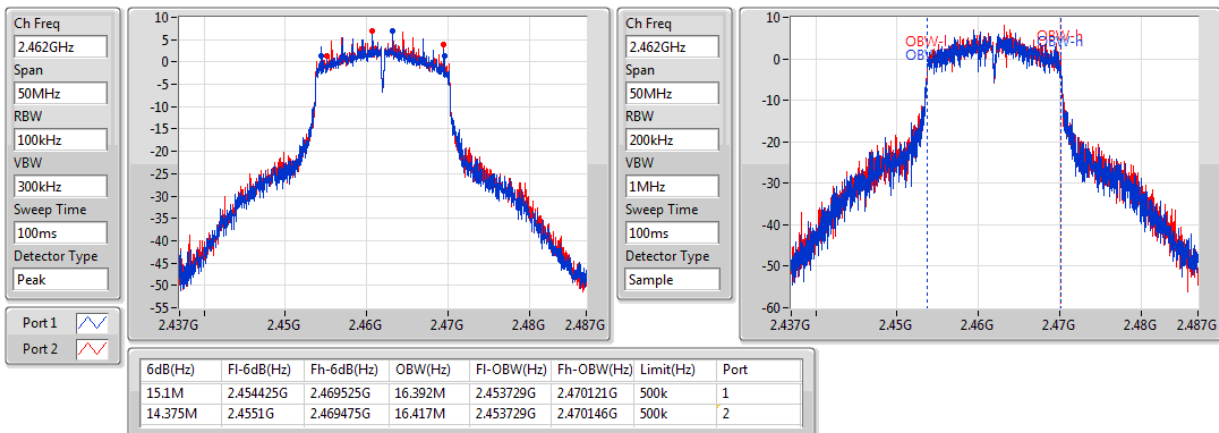 Ch Freq
2.462GHz
Span
50MHz
RBW
100kHz
VBW
300kHz
Sweep Time
100ms
Detector Type
Peak
Port 1
Port 2
10
5
0
-5
-10
-15
-20
-25
-30
-35
-40
-45
-50
-55
2.437G 2.45G 2.46G 2.47G 2.48G 2.487G
Ch Freq
2.462GHz
Span
50MHz
RBW
200kHz
VBW
1MHz
Sweep Time
100ms
Detector Type
Sample
10
0
-10
-20
-30
-40
-50
-60
OBW-l OBW-h
OBW-h
2.437G 2.45G 2.46G 2.47G 2.48G 2.487G
6dB(Hz) Fl-6dB(Hz) Fh-6dB(Hz) OBW(Hz) Fl-OBW(Hz) Fh-OBW(Hz) Limit(Hz) Port
15.1M 2.454425G 2.469525G 16.392M 2.453729G 2.470121G 500k 1
14.375M 2.4551G 2.469475G 16.417M 2.453729G 2.470146G 500k 2